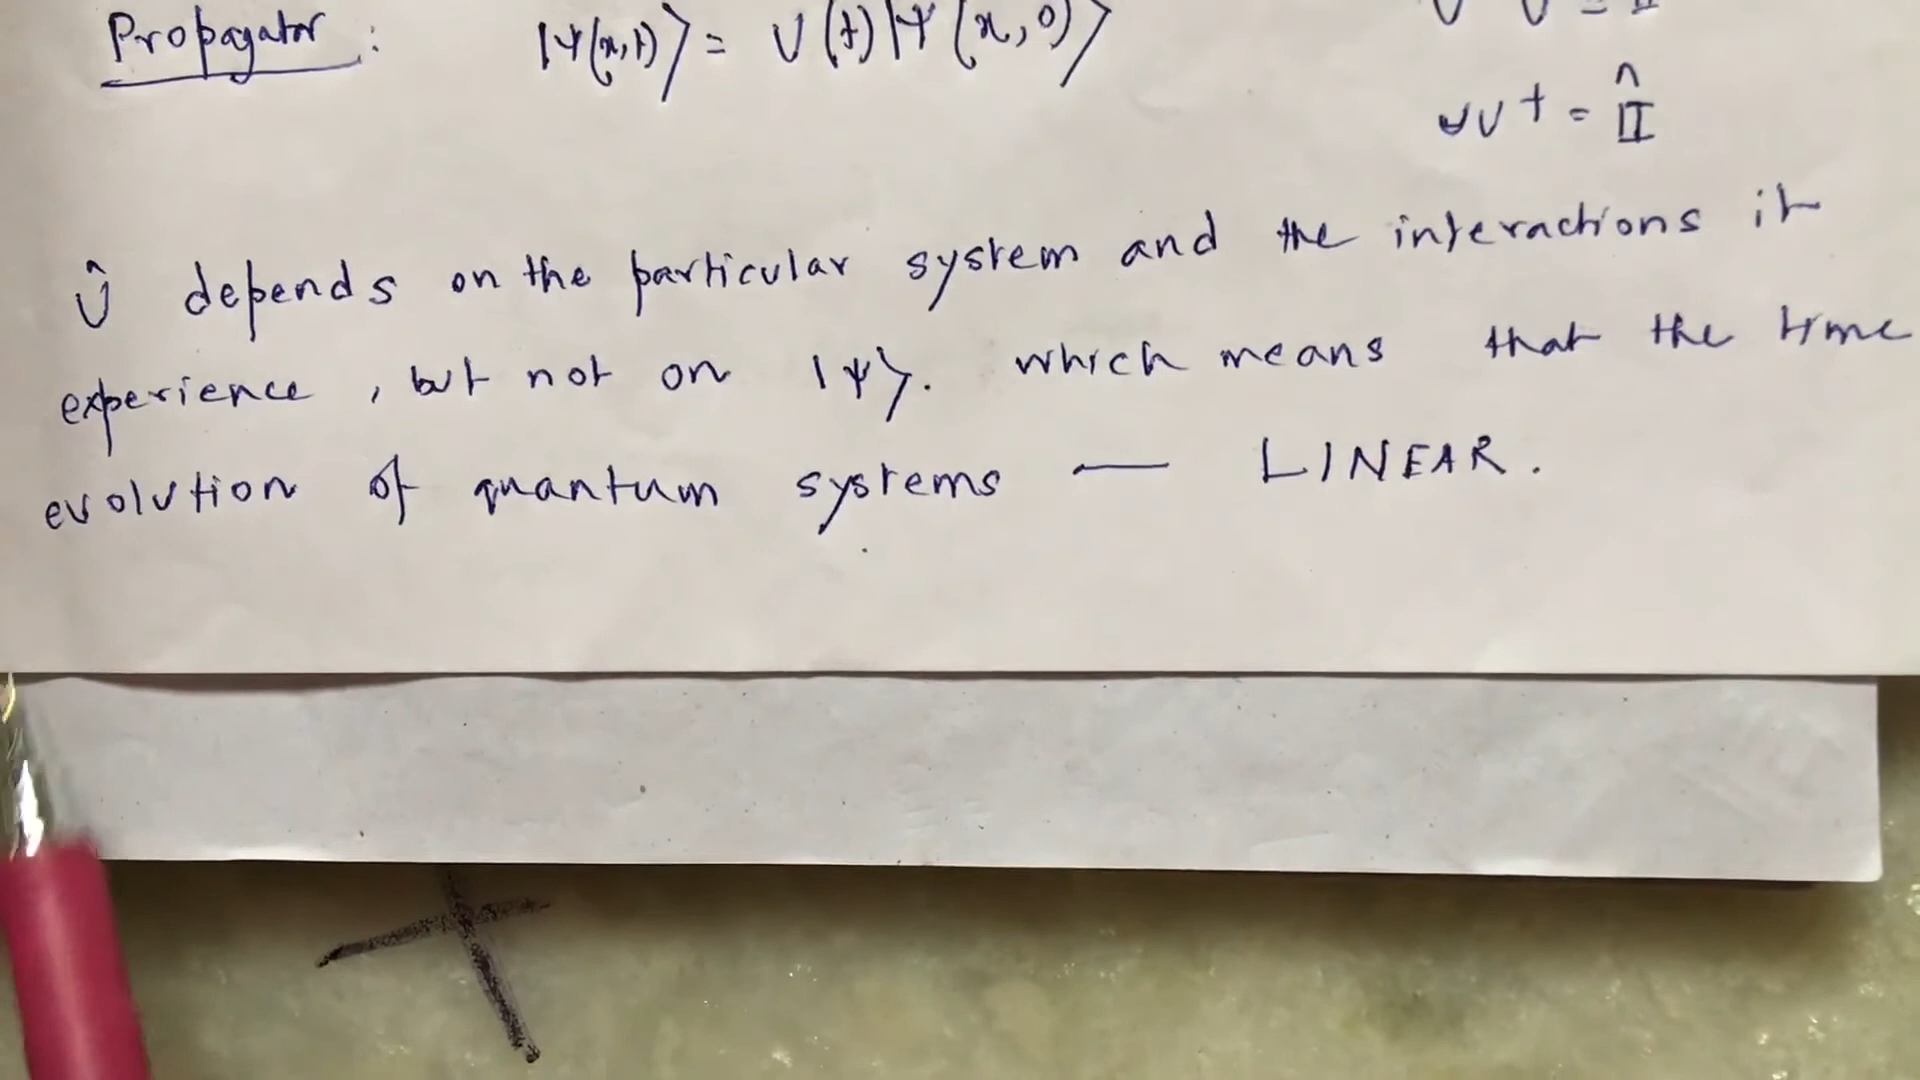 Propagator : |Ψ(x,t)⟩ = U(t)|Ψ(x,0)⟩
UU† = Î
Û depends on the particular system and the interactions it
experience, but not on |Ψ⟩. which means that the time
evolution of quantum systems — LINEAR.